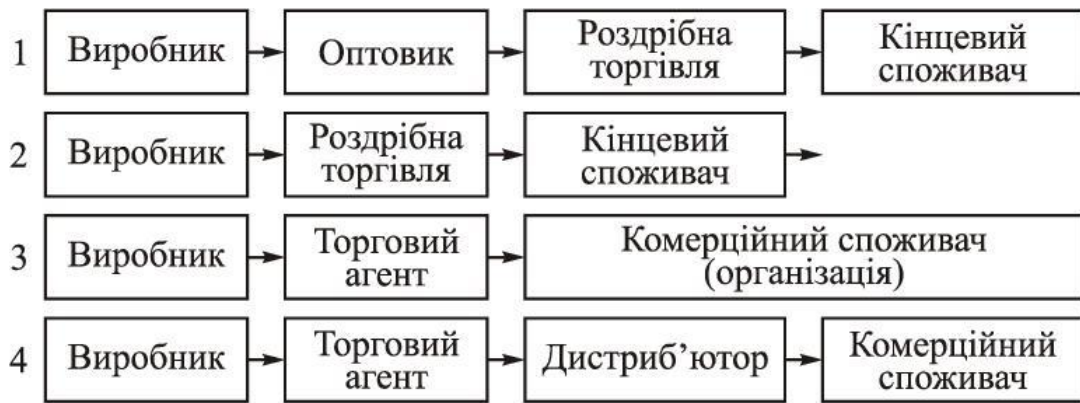 1 Виробник Оптовик Роздрібна торгівля Кінцевий споживач
2 Виробник Роздрібна торгівля Кінцевий споживач
3 Виробник Торговий агент Комерційний споживач (організація)
4 Виробник Торговий агент Дистриб’ютор Комерційний споживач